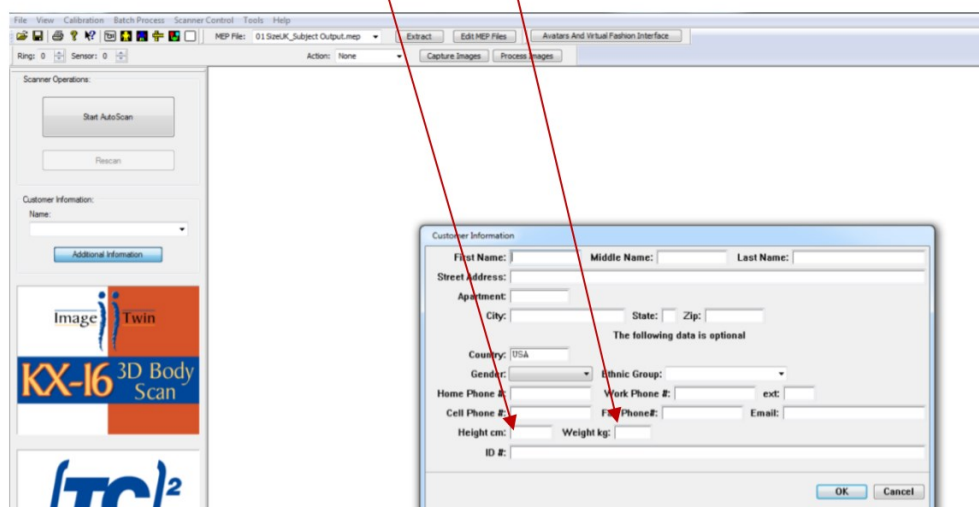 File View Calibration Batch Process Scanner Control Tools Help
MEP File: 01 SizeUK_Subject Output.mep Extract Edit MEP Files Avatars And Virtual Fashion Interface
Ring: 0 Sensor: 0 Action: None Capture Images Process Images
Scanner Operations:
Start AutoScan
Rescan
Customer Information:
Name:
Additional Information
Image Twin
KX-16 3D Body Scan
[TC]²
Customer Information
First Name: Middle Name: Last Name:
Street Address:
Apartment:
City: State: Zip:
The following data is optional
Country: USA
Gender: Ethnic Group:
Home Phone #: Work Phone #: ext:
Cell Phone #: Phone#: Email:
Height cm: Weight kg:
ID #:
OK Cancel